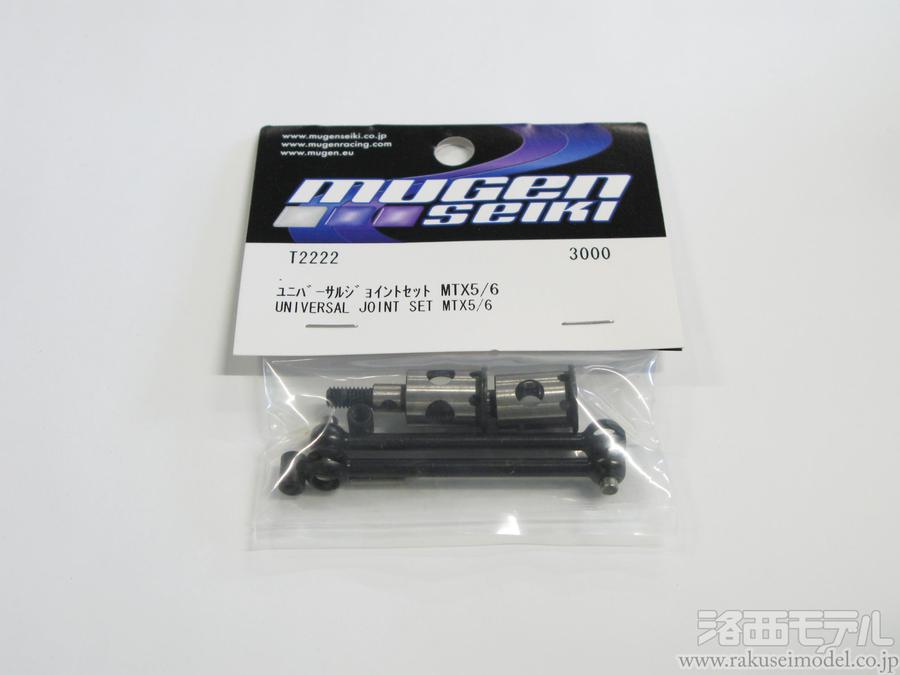 www.mugenseiki.co.jp
www.mugenracing.com
www.mugen.eu
mugen
seiki
T2222 3000
ﾕﾆﾊﾞｰｻﾙｼﾞｮｲﾝﾄｾｯﾄ MTX5/6
UNIVERSAL JOINT SET MTX5/6
洛西モデル
www.rakuseimodel.co.jp